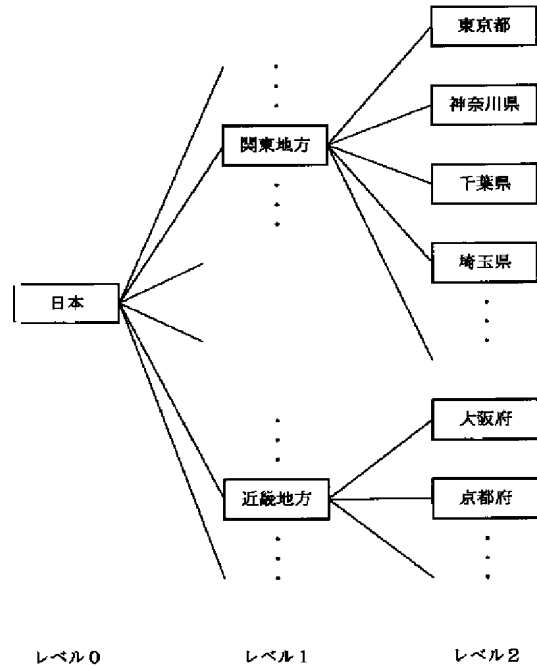 東京都
神奈川県
関東地方
千葉県
埼玉県
日本
大阪府
近畿地方
京都府
レベル0
レベル1
レベル2